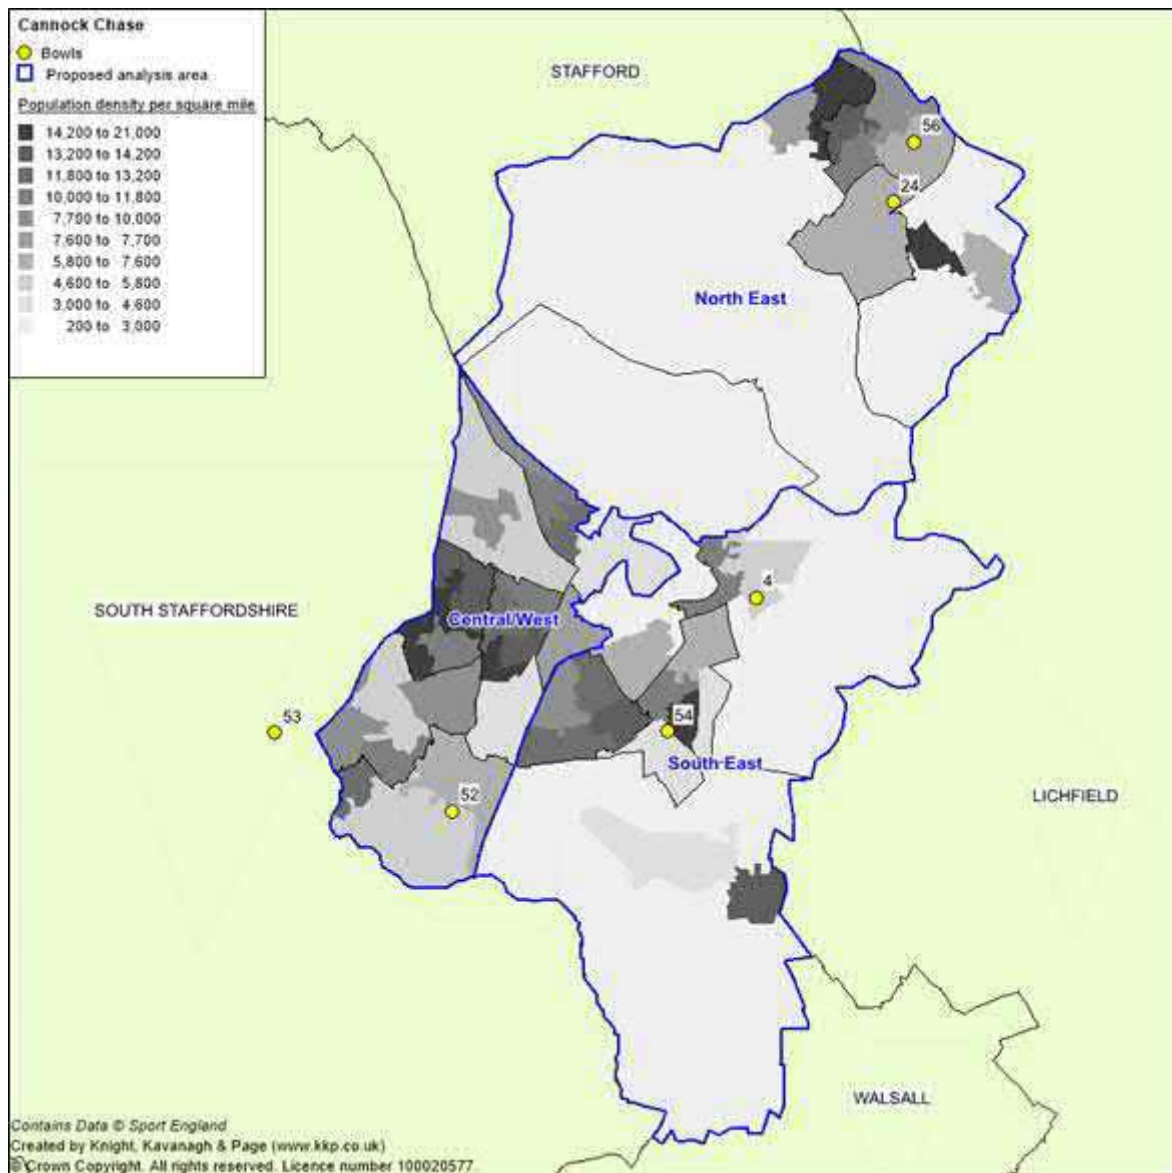 Cannock Chase
Bowls
Proposed analysis area
Population density per square mile
14,200 to 21,000
13,200 to 14,200
11,800 to 13,200
10,000 to 11,800
7,700 to 10,000
7,600 to 7,700
5,800 to 7,600
4,600 to 5,800
3,000 to 4,600
200 to 3,000
STAFFORD
56
24
North East
SOUTH STAFFORDSHIRE
4
Central/West
53
54
South East
52
LICHFIELD
WALSALL
Contains Data © Sport England
Created by Knight, Kavanagh & Page (www.kkp.co.uk)
© Crown Copyright. All rights reserved. Licence number 100020577.